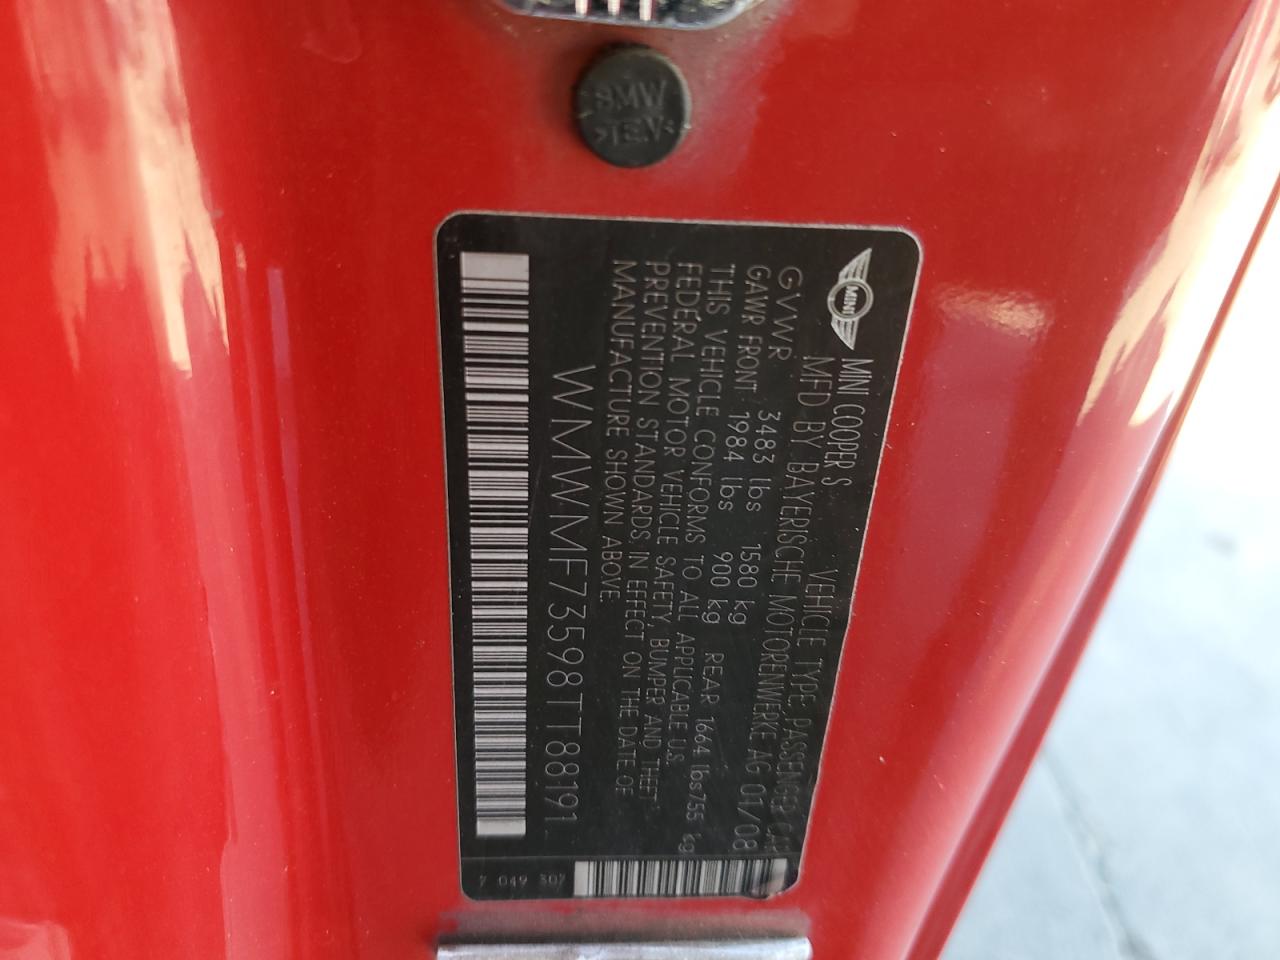 BMW
>IEV<
MINI
MINI COOPER S VEHICLE TYPE: PASSENGER CAR
MFD BY BAYERISCHE MOTORENWERKE AG 01/08
GVWR 3483 lbs 1580 kg
GAWR FRONT 1984 lbs 900 kg REAR 1664 lbs 755 kg
THIS VEHICLE CONFORMS TO ALL APPLICABLE U.S.
FEDERAL MOTOR VEHICLE SAFETY, BUMPER AND THEFT
PREVENTION STANDARDS IN EFFECT ON THE DATE OF
MANUFACTURE SHOWN ABOVE.
WMWMF73598TT88191
7 049 307